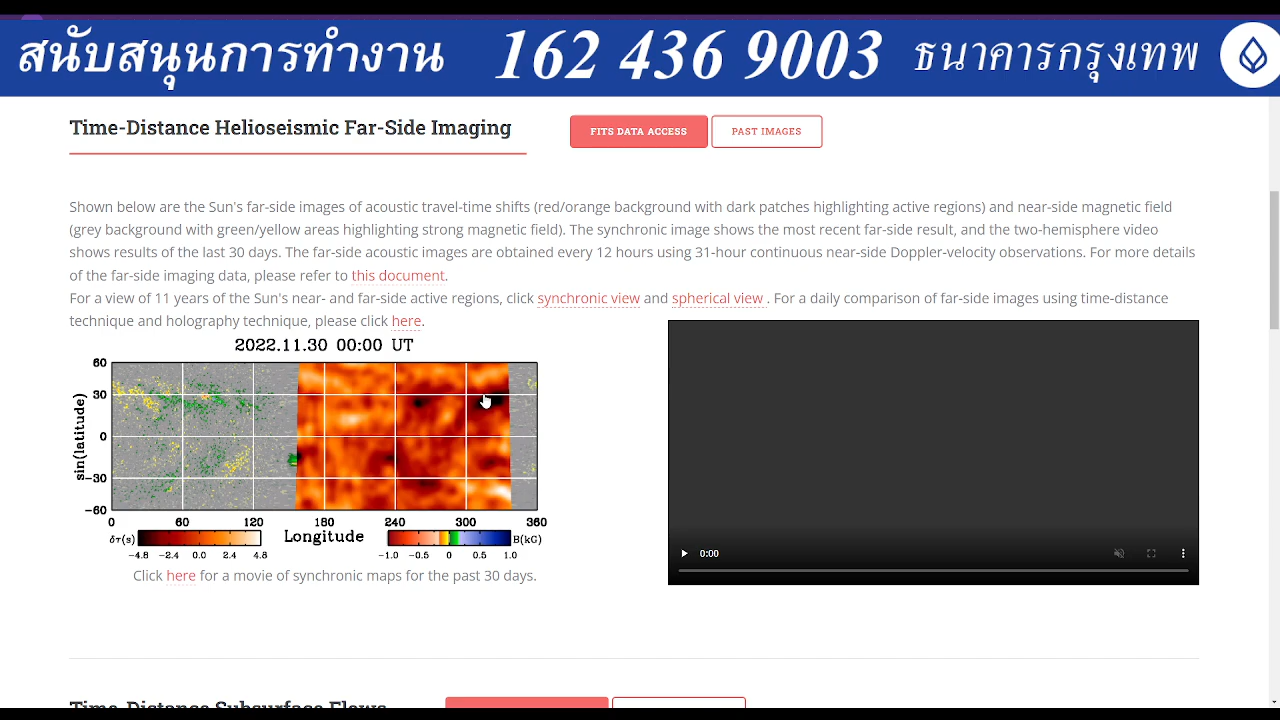 สนับสนุนการทำงาน 162 436 9003 ธนาคารกรุงเทพ
Time-Distance Helioseismic Far-Side Imaging
FITS DATA ACCESS
PAST IMAGES
Shown below are the Sun's far-side images of acoustic travel-time shifts (red/orange background with dark patches highlighting active regions) and near-side magnetic field
(grey background with green/yellow areas highlighting strong magnetic field). The synchronic image shows the most recent far-side result, and the two-hemisphere video
shows results of the last 30 days. The far-side acoustic images are obtained every 12 hours using 31-hour continuous near-side Doppler-velocity observations. For more details
of the far-side imaging data, please refer to this document.
For a view of 11 years of the Sun's near- and far-side active regions, click synchronic view and spherical view . For a daily comparison of far-side images using time-distance
technique and holography technique, please click here.
2022.11.30 00:00 UT
60
30
0
−30
−60
sin(latitude)
0 60 120 180 240 300 360
Longitude
δτ(s)
−4.8 −2.4 0.0 2.4 4.8
B(kG)
−1.0 −0.5 0 0.5 1.0
Click here for a movie of synchronic maps for the past 30 days.
0:00
Time-Distance Subsurface Flows